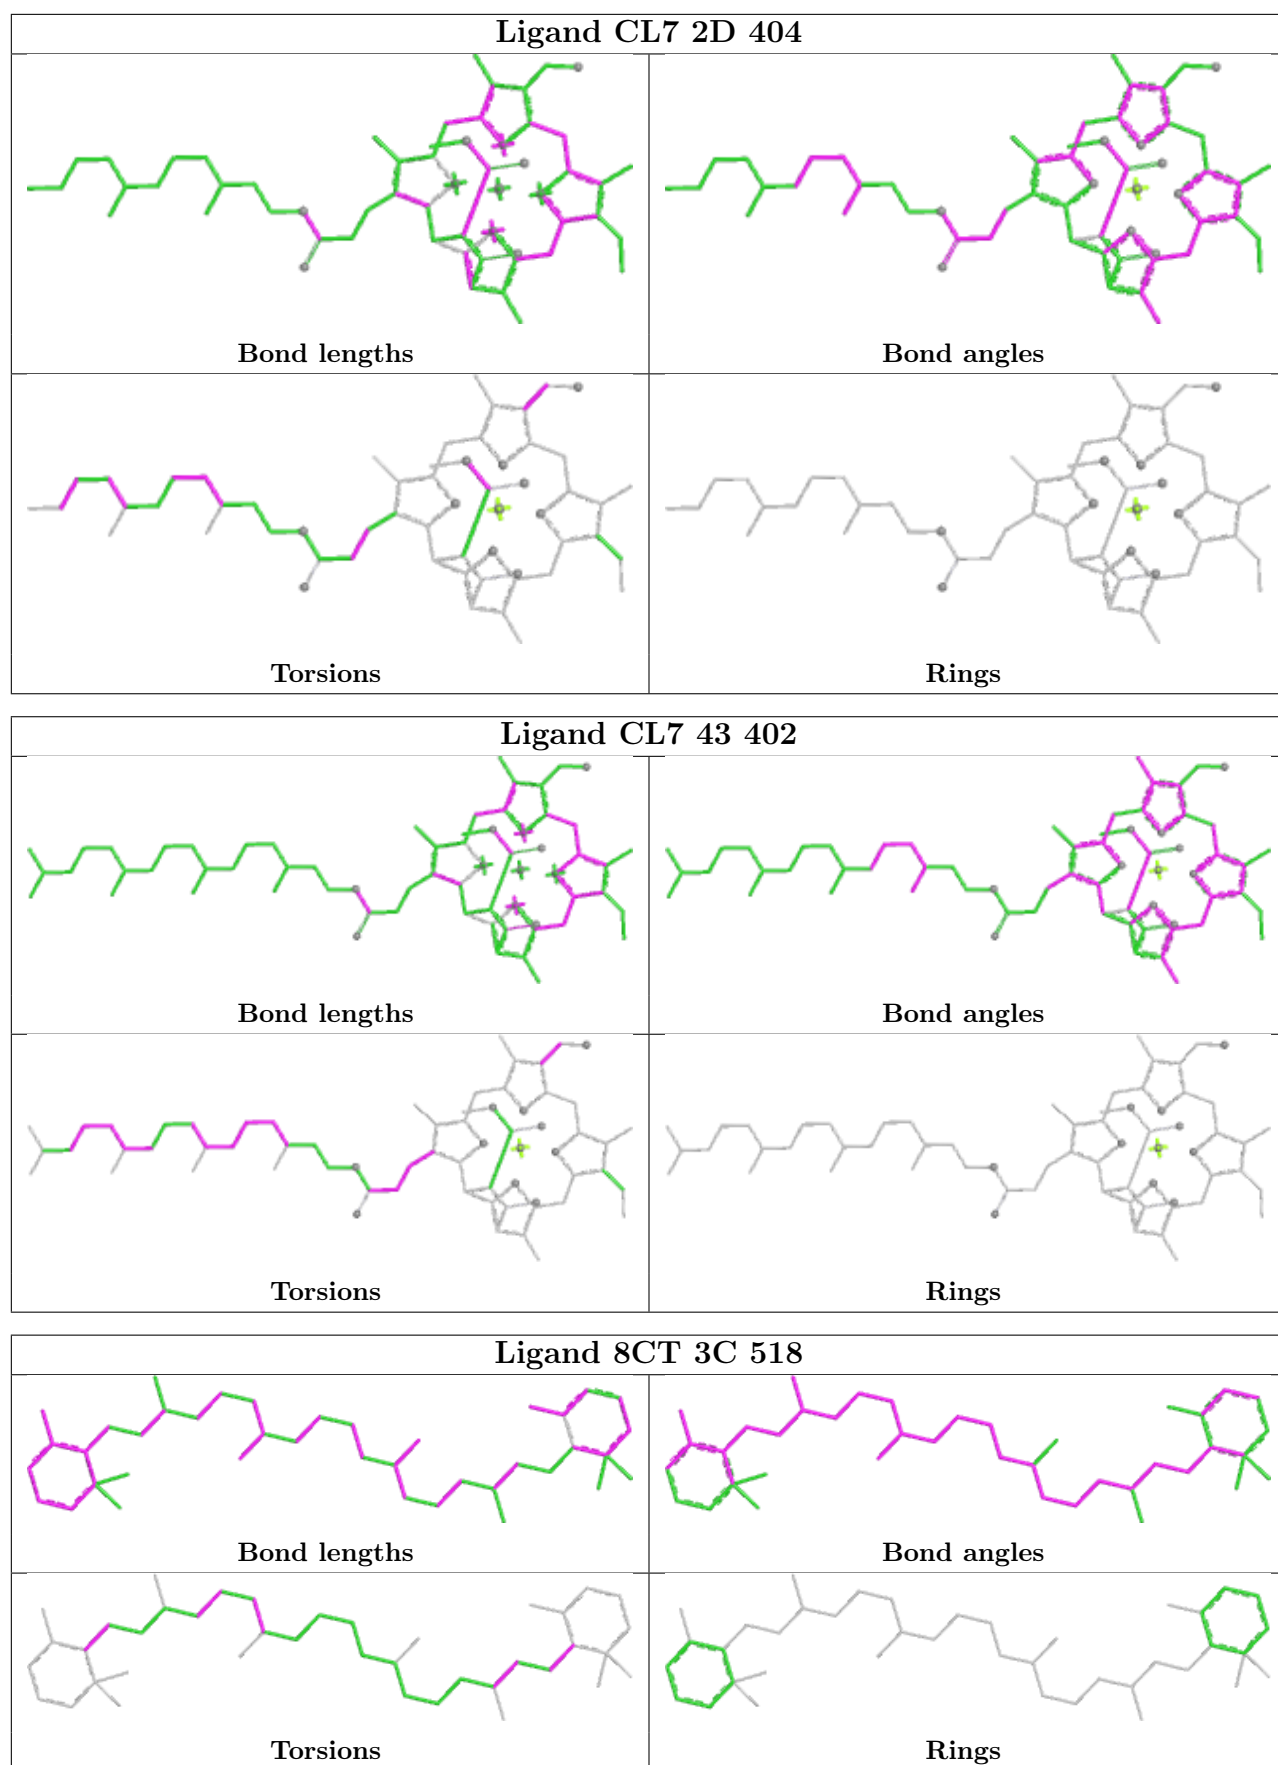 Ligand CL7 2D 404
Bond lengths
Bond angles
Torsions
Rings
Ligand CL7 43 402
Bond lengths
Bond angles
Torsions
Rings
Ligand 8CT 3C 518
Bond lengths
Bond angles
Torsions
Rings